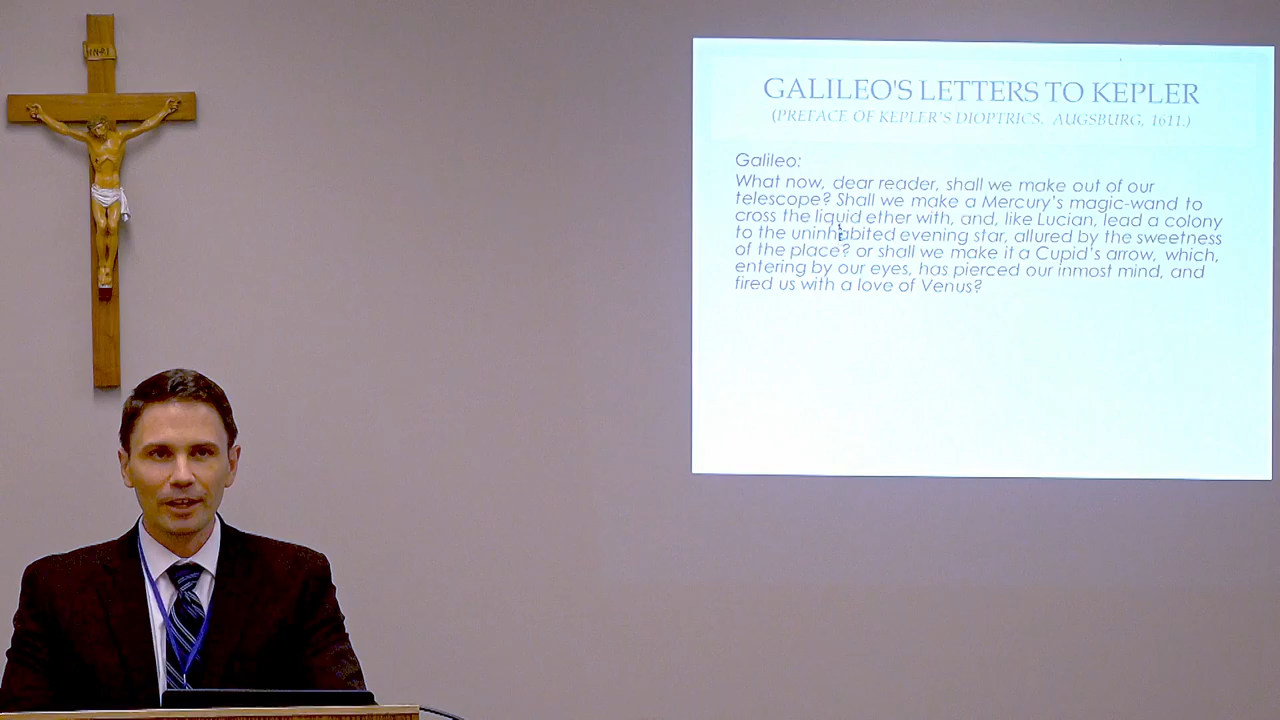 INRI
GALILEO'S LETTERS TO KEPLER
(PREFACE OF KEPLER'S DIOPTRICS. AUGSBURG, 1611.)
Galileo:
What now, dear reader, shall we make out of our
telescope? Shall we make a Mercury's magic-wand to
cross the liquid ether with, and, like Lucian, lead a colony
to the uninhabited evening star, allured by the sweetness
of the place? or shall we make it a Cupid's arrow, which,
entering by our eyes, has pierced our inmost mind, and
fired us with a love of Venus?